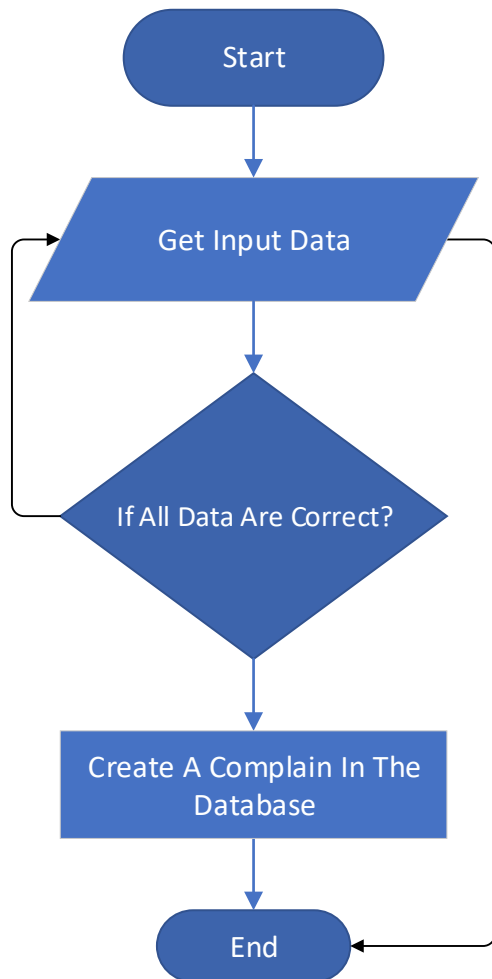 Start
Get Input Data
If All Data Are Correct?
Create A Complain In The
Database
End